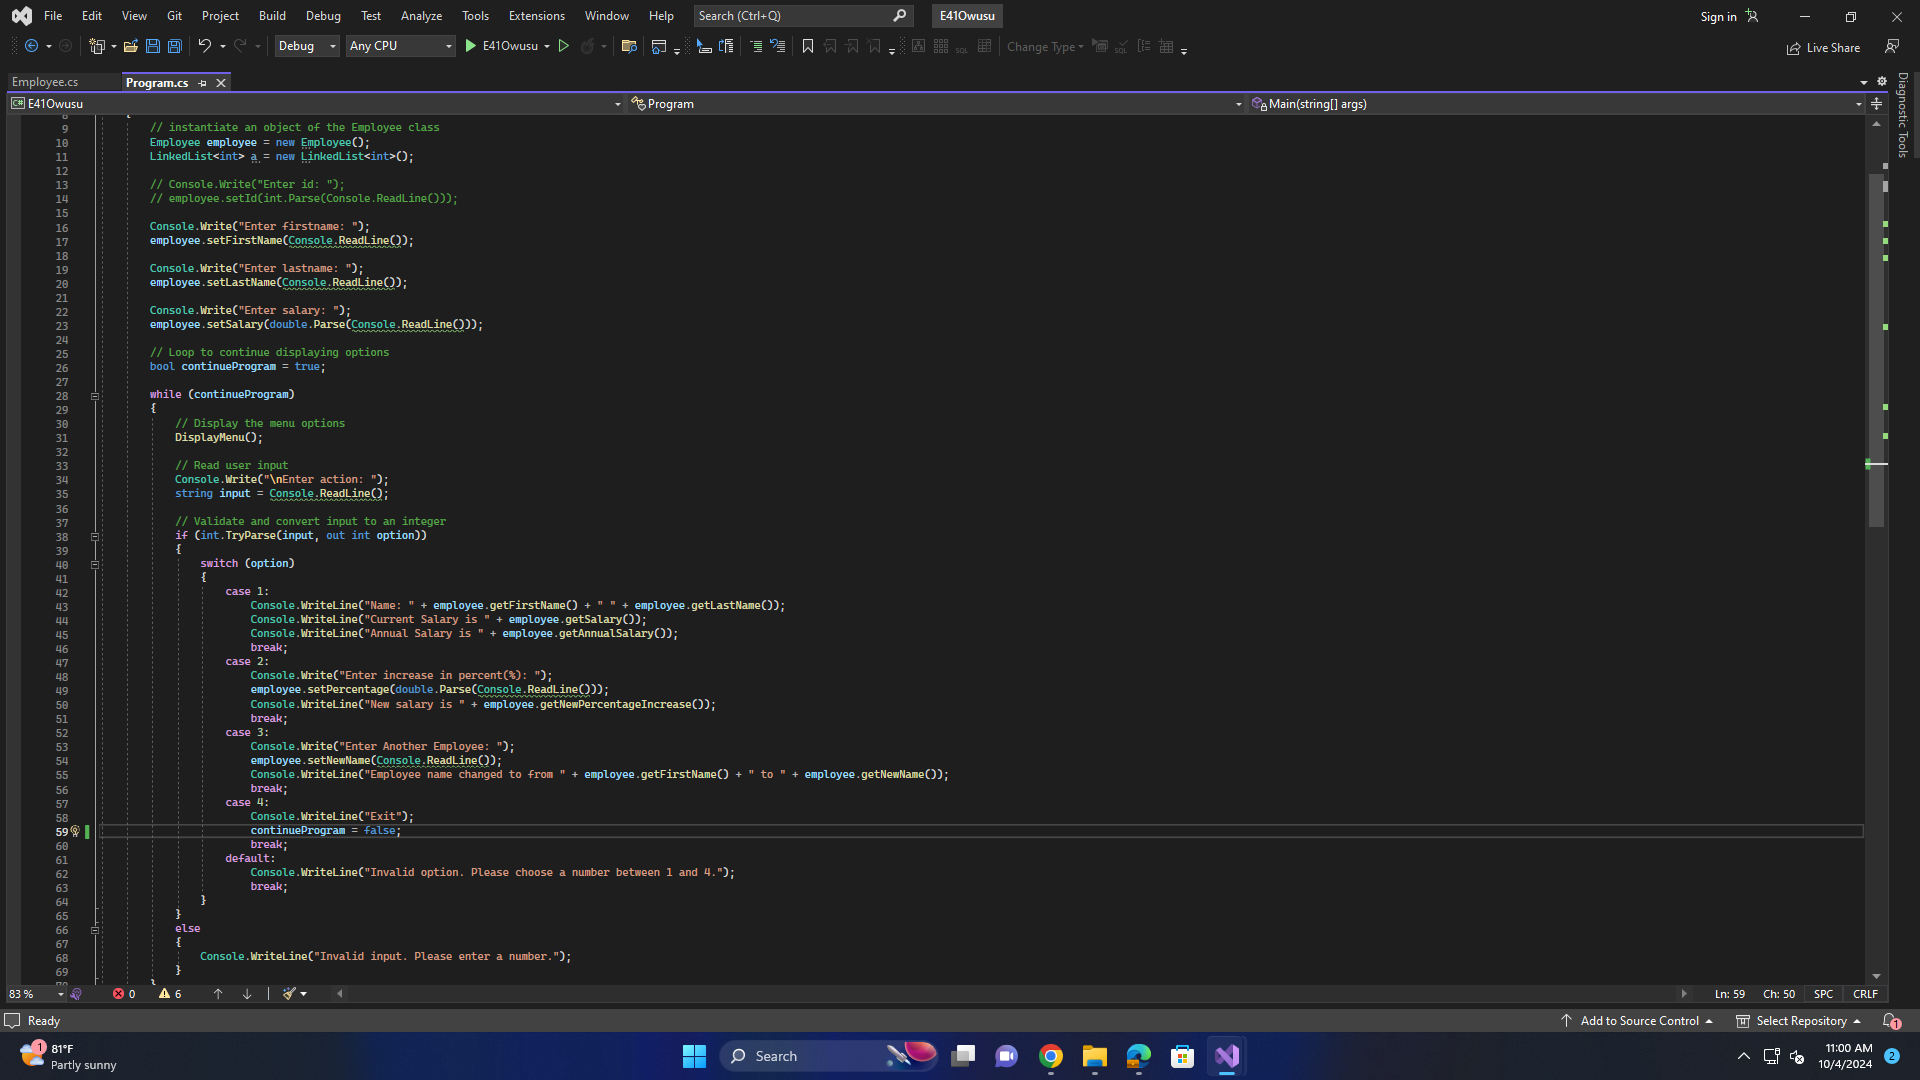 File Edit View Git Project Build Debug Test Analyze Tools Extensions Window Help Search (Ctrl+Q) E41Owusu Sign in
Debug Any CPU E41Owusu Change Type Live Share
Employee.cs Program.cs
E41Owusu Program Main(string[] args)
Diagnostic Tools
8
9 // instantiate an object of the Employee class
10 Employee employee = new Employee();
11 LinkedList<int> a = new LinkedList<int>();
12
13 // Console.Write("Enter id: ");
14 // employee.setId(int.Parse(Console.ReadLine()));
15
16 Console.Write("Enter firstname: ");
17 employee.setFirstName(Console.ReadLine());
18
19 Console.Write("Enter lastname: ");
20 employee.setLastName(Console.ReadLine());
21
22 Console.Write("Enter salary: ");
23 employee.setSalary(double.Parse(Console.ReadLine()));
24
25 // Loop to continue displaying options
26 bool continueProgram = true;
27
28 while (continueProgram)
29 {
30 // Display the menu options
31 DisplayMenu();
32
33 // Read user input
34 Console.Write("\nEnter action: ");
35 string input = Console.ReadLine();
36
37 // Validate and convert input to an integer
38 if (int.TryParse(input, out int option))
39 {
40 switch (option)
41 {
42 case 1:
43 Console.WriteLine("Name: " + employee.getFirstName() + " " + employee.getLastName());
44 Console.WriteLine("Current Salary is " + employee.getSalary());
45 Console.WriteLine("Annual Salary is " + employee.getAnnualSalary());
46 break;
47 case 2:
48 Console.Write("Enter increase in percent(%): ");
49 employee.setPercentage(double.Parse(Console.ReadLine()));
50 Console.WriteLine("New salary is " + employee.getNewPercentageIncrease());
51 break;
52 case 3:
53 Console.Write("Enter Another Employee: ");
54 employee.setNewName(Console.ReadLine());
55 Console.WriteLine("Employee name changed to from " + employee.getFirstName() + " to " + employee.getNewName());
56 break;
57 case 4:
58 Console.WriteLine("Exit");
59 continueProgram = false;
60 break;
61 default:
62 Console.WriteLine("Invalid option. Please choose a number between 1 and 4.");
63 break;
64 }
65 }
66 else
67 {
68 Console.WriteLine("Invalid input. Please enter a number.");
69 }
70 }
83 % 0 6 Ln: 59 Ch: 50 SPC CRLF
Ready Add to Source Control Select Repository 1
1 81°F
Partly sunny
Search
11:00 AM
10/4/2024
2